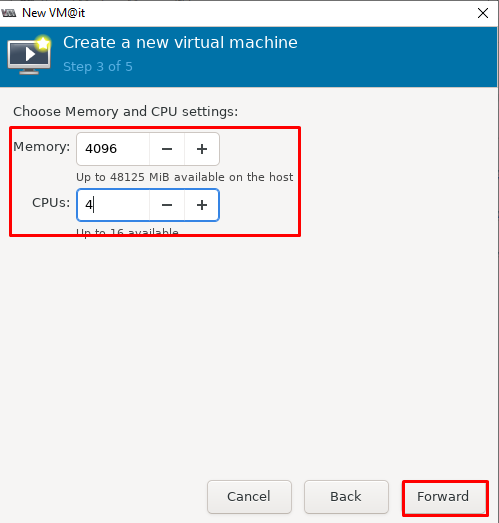 New VM@it
Create a new virtual machine
Step 3 of 5
Choose Memory and CPU settings:
Memory: 4096 − +
Up to 48125 MiB available on the host
CPUs: 4 − +
Up to 16 available
Cancel Back Forward